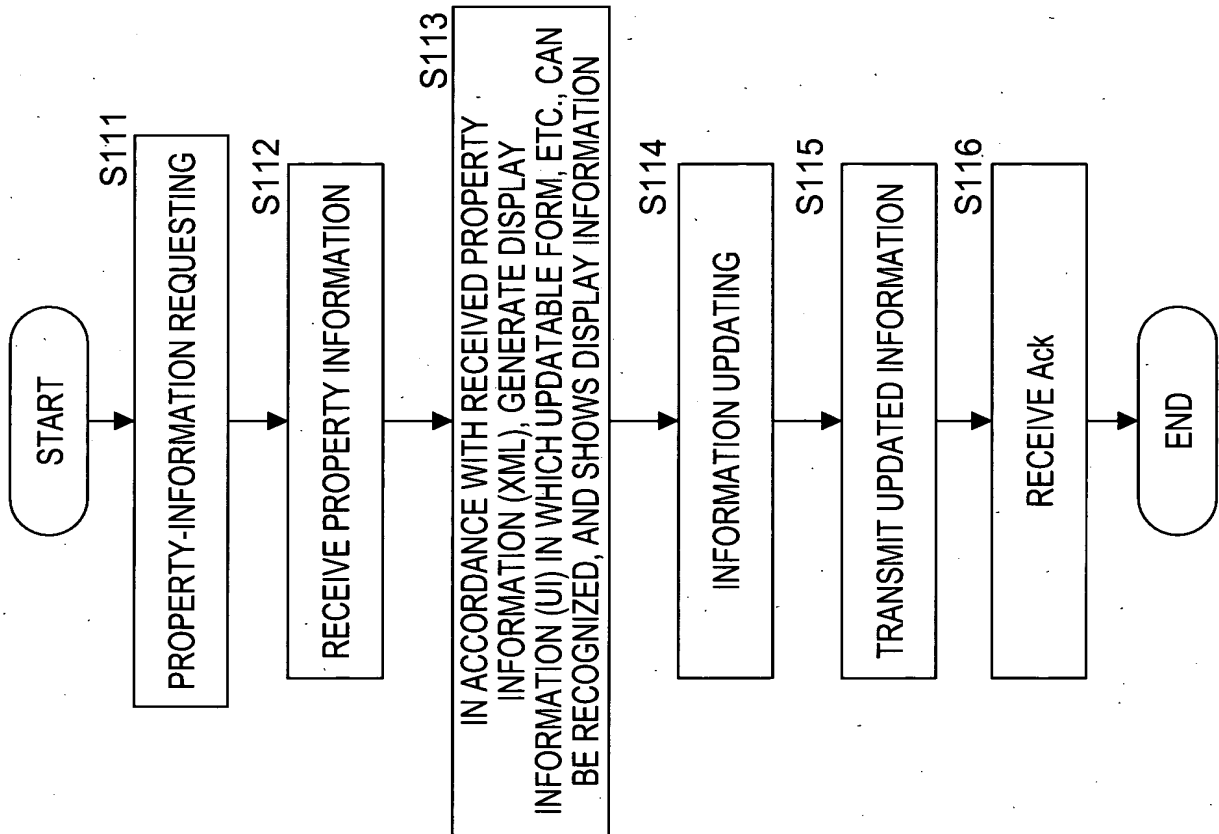 START
S111
PROPERTY-INFORMATION REQUESTING
S112
RECEIVE PROPERTY INFORMATION
S113
IN ACCORDANCE WITH RECEIVED PROPERTY
INFORMATION (XML), GENERATE DISPLAY
INFORMATION (UI) IN WHICH UPDATABLE FORM, ETC., CAN
BE RECOGNIZED, AND SHOWS DISPLAY INFORMATION
S114
INFORMATION UPDATING
S115
TRANSMIT UPDATED INFORMATION
S116
RECEIVE Ack
END